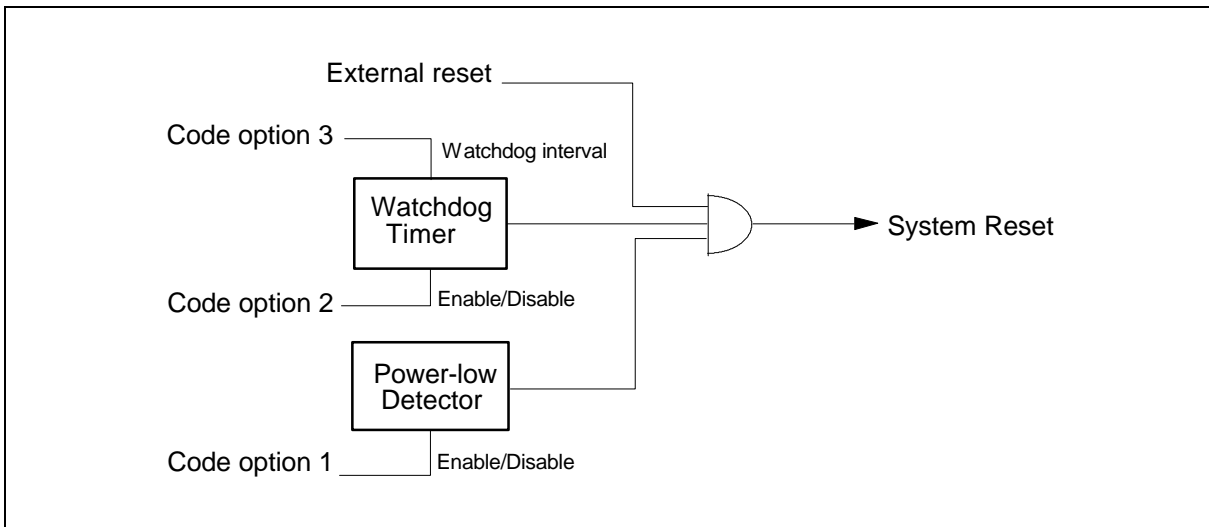 External reset
Code option 3
Watchdog interval
Watchdog
Timer
System Reset
Code option 2
Enable/Disable
Power-low
Detector
Code option 1
Enable/Disable